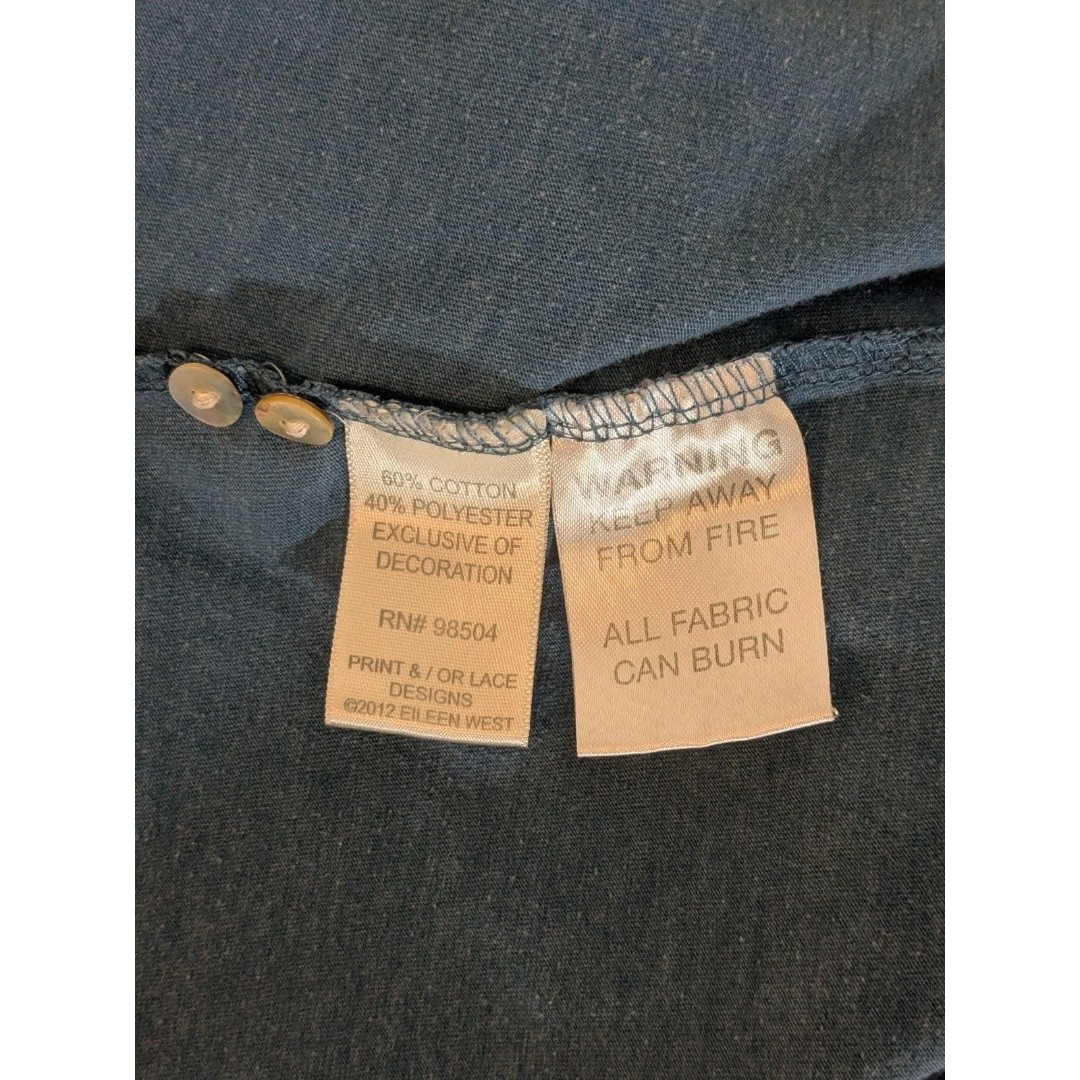 60% COTTON
40% POLYESTER
EXCLUSIVE OF
DECORATION
RN# 98504
PRINT & / OR LACE
DESIGNS
©2012 EILEEN WEST
WARNING
KEEP AWAY
FROM FIRE
ALL FABRIC
CAN BURN